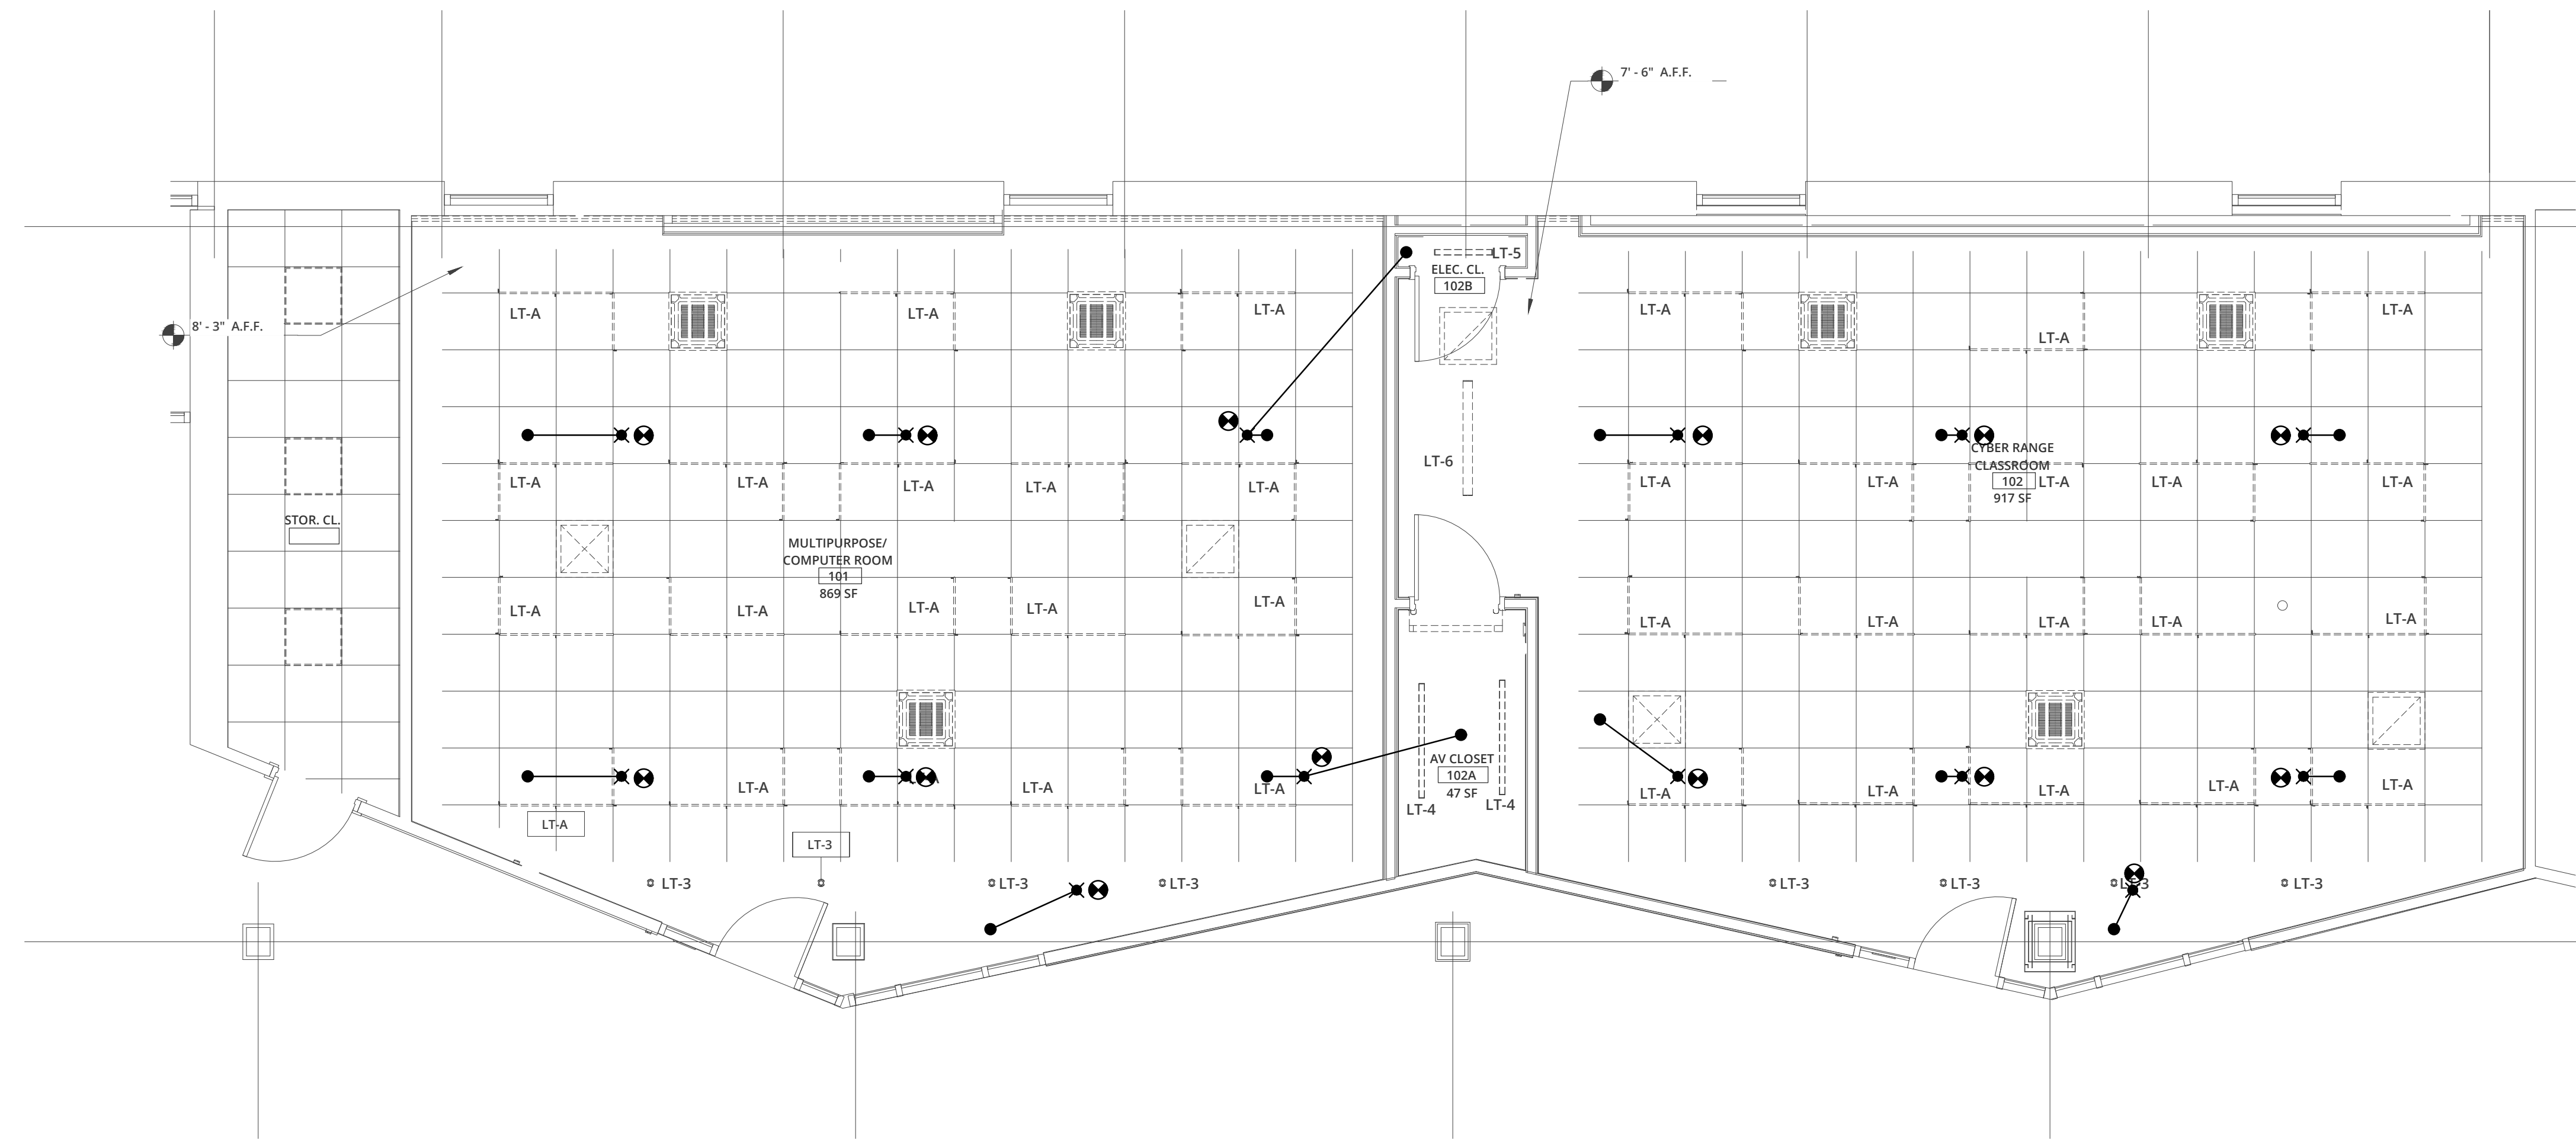 7' - 6" A.F.F.
LT-5
ELEC. CL.
102B
LT-A
LT-A
LT-A
LT-A
LT-A
LT-A
8' - 3" A.F.F.
CYBER RANGE
CLASSROOM
102
917 SF
LT-6
LT-A
LT-A
LT-A
LT-A
LT-A
LT-A
LT-A
LT-A
LT-A
LT-A
STOR. CL.
MULTIPURPOSE/
COMPUTER ROOM
101
869 SF
LT-A
LT-A
LT-A
LT-A
LT-A
LT-A
LT-A
LT-A
LT-A
LT-A
AV CLOSET
102A
47 SF
LT-4
LT-4
LT-A
LT-A
LT-A
LT-A
LT-A
LT-A
LT-A
LT-A
LT-A
LT-A
LT-3
LT-3
LT-3
LT-3
LT-3
LT-3
LT-3
LT-3